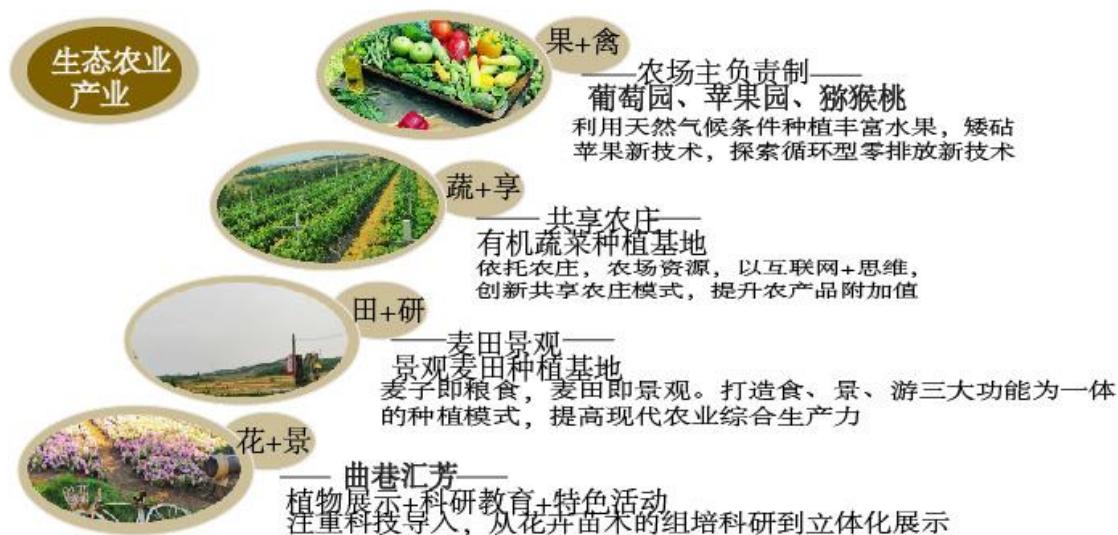 生态农业
产业
果+禽
农场主负责制
葡萄园、苹果园、猕猴桃
利用天然气候条件种植丰富水果，矮砧
苹果新技术，探索循环型零排放新技术
蔬+享
共享农庄
有机蔬菜种植基地
依托农庄，农场资源，以互联网+思维，
创新共享农庄模式，提升农产品附加值
田+研
麦田景观
景观麦田种植基地
麦子即粮食，麦田即景观。打造食、景、游三大功能为一体
的种植模式，提高现代农业综合生产力
花+景
曲巷汇芳
植物展示+科研教育+特色活动
注重科技导入，从花卉苗木的组培科研到立体化展示